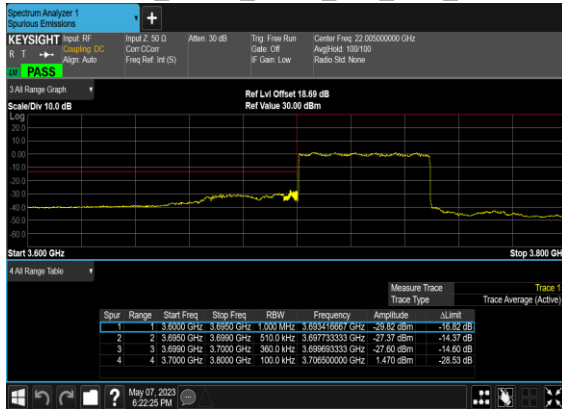 Spectrum Analyzer 1
Spurious Emissions
+
KEYSIGHT Input: RF Input Z: 50 Ω Atten: 30 dB Trig: Free Run Center Freq: 22.005000000 GHz
R T Coupling: DC Corr CCorr Gate: Off Avg|Hold: 100/100
Align: Auto Freq Ref: Int (S) IF Gain: Low Radio Std: None
PASS
3 All Range Graph
Ref Lvl Offset 18.69 dB
Scale/Div 10.0 dB Ref Value 30.00 dBm
Log
20.0
10.0
0.00
-10.0
-20.0
-30.0
-40.0
-50.0
-60.0
Start 3.600 GHz Stop 3.800 GH
4 All Range Table
Measure Trace Trace 1
Trace Type Trace Average (Active)
Spur Range Start Freq Stop Freq RBW Frequency Amplitude ΔLimit
1 1 3.6000 GHz 3.6950 GHz 1.000 MHz 3.693416667 GHz -29.82 dBm -16.82 dB
2 2 3.6950 GHz 3.6990 GHz 510.0 kHz 3.697733333 GHz -27.37 dBm -14.37 dB
3 3 3.6990 GHz 3.7000 GHz 360.0 kHz 3.699693333 GHz -27.60 dBm -14.60 dB
4 4 3.7000 GHz 3.8000 GHz 100.0 kHz 3.706500000 GHz 1.470 dBm -28.53 dB
? May 07, 2023
6:22:25 PM